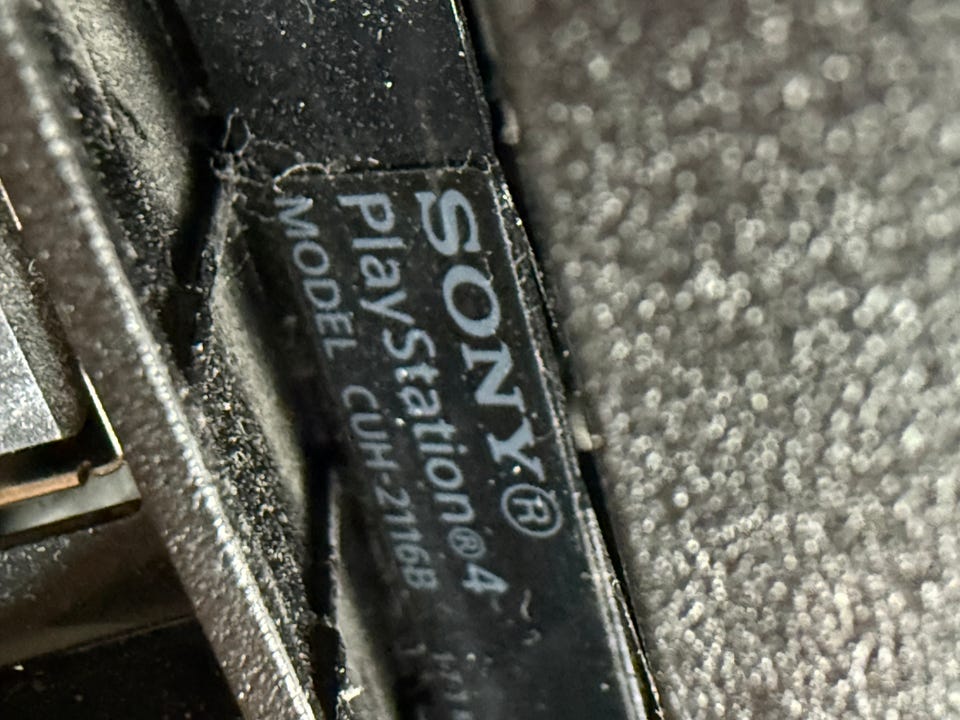 SONY®
PlayStation®4
MODEL CUH-2116B